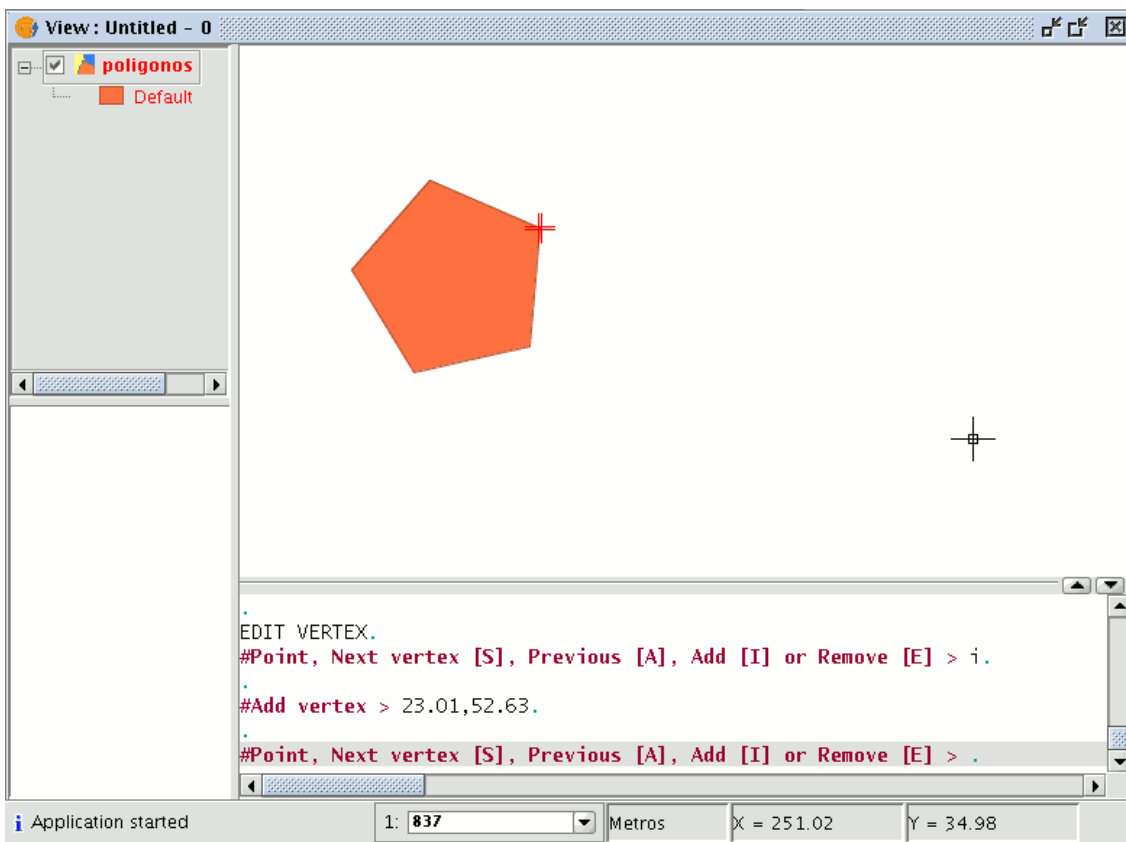 View : Untitled - 0
poligonos
Default
.
EDIT VERTEX.
#Point, Next vertex [S], Previous [A], Add [I] or Remove [E] > i.
.
#Add vertex > 23.01,52.63.
.
#Point, Next vertex [S], Previous [A], Add [I] or Remove [E] > .
i Application started
1: 837
Metros
X = 251.02
Y = 34.98